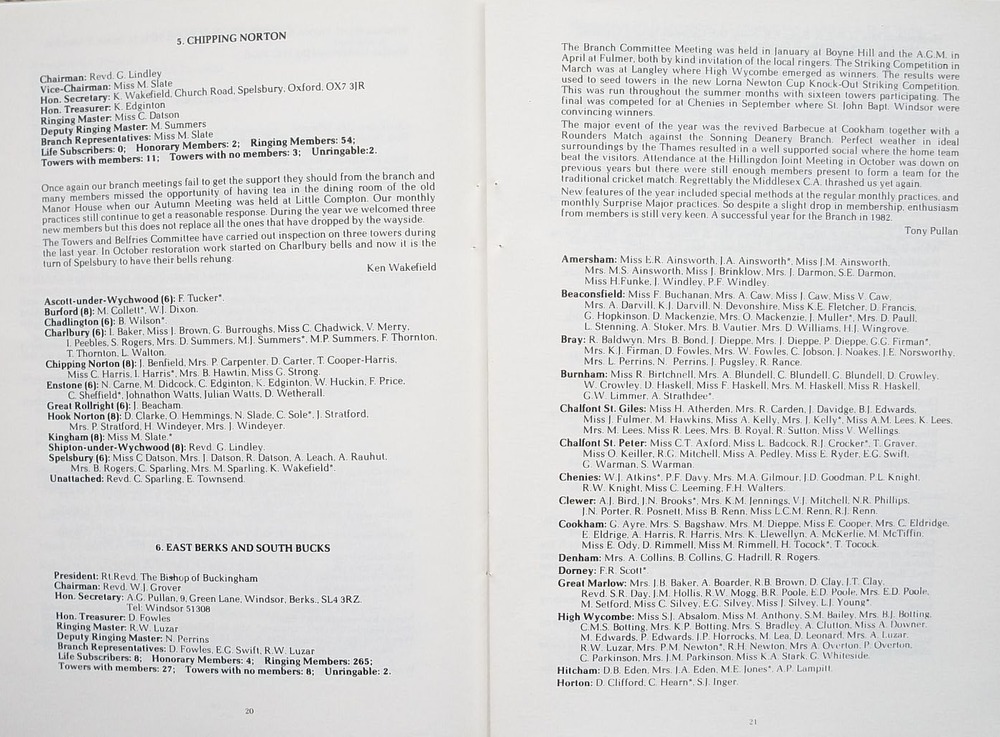 5. CHIPPING NORTON
Chairman: Revd. G. Lindley
Vice-Chairman: Miss M. Slate
Hon. Secretary: K. Wakefield, Church Road, Spelsbury, Oxford, OX7 3JR
Hon. Treasurer: K. Edginton
Ringing Master: Miss C. Datson
Deputy Ringing Master: M. Summers
Branch Representatives: Miss M. Slate
Life Subscribers: 0; Honorary Members: 2; Ringing Members: 54;
Towers with members: 11; Towers with no members: 3; Unringable:2.
Once again our branch meetings fail to get the support they should from the branch and
many members missed the opportunity of having tea in the dining room of the old
Manor House when our Autumn Meeting was held at Little Compton. Our monthly
practices still continue to get a reasonable response. During the year we welcomed three
new members but this does not replace all the ones that have dropped by the wayside.
The Towers and Belfries Committee have carried out inspection on three towers during
the last year. In October restoration work started on Charlbury bells and now it is the
turn of Spelsbury to have their bells rehung.
Ken Wakefield
Ascott-under-Wychwood (6): F. Tucker*.
Burford (8): M. Collett*, W.J. Dixon.
Chadlington (6): B. Wilson*.
Charlbury (6): I. Baker, Miss J. Brown, G. Burroughs, Miss C. Chadwick, V. Merry,
I. Peebles, S. Rogers, Mrs. D. Summers, M.J. Summers*, M.P. Summers, F. Thornton,
T. Thornton, L. Walton.
Chipping Norton (8): J. Benfield, Mrs. P. Carpenter, D. Carter, T. Cooper-Harris,
Miss C. Harris, I. Harris*, Mrs. B. Hawtin, Miss G. Strong.
Enstone (6): N. Carne, M. Didcock, C. Edginton, K. Edginton, W. Huckin, F. Price,
C. Sheffield*, Johnathon Watts, Julian Watts, D. Wetherall.
Great Rollright (6): J. Beacham.
Hook Norton (8): D. Clarke, O. Hemmings, N. Slade, C. Sole*, J. Stratford,
Mrs. P. Stratford, H. Windeyer, Mrs. J. Windeyer.
Kingham (8): Miss M. Slate.*
Shipton-under-Wychwood (8): Revd. G. Lindley.
Spelsbury (6): Miss C Datson, Mrs. J. Datson, R. Datson, A. Leach, A. Rauhut,
Mrs. B. Rogers, C. Sparling, Mrs. M. Sparling, K. Wakefield*.
Unattached: Revd. C. Sparling, E. Townsend.
6. EAST BERKS AND SOUTH BUCKS
President: Rt.Revd. The Bishop of Buckingham
Chairman: Revd. W.J. Grover
Hon. Secretary: A.G. Pullan, 9, Green Lane, Windsor, Berks., SL4 3RZ.
Tel: Windsor 51308
Hon. Treasurer: D. Fowles
Ringing Master: R.W. Luzar
Deputy Ringing Master: N. Perrins
Branch Representatives: D. Fowles, E.G. Swift, R.W. Luzar
Life Subscribers: 8; Honorary Members: 4; Ringing Members: 265;
Towers with members: 27; Towers with no members: 8; Unringable: 2.
20
The Branch Committee Meeting was held in January at Boyne Hill and the A.G.M. in
April at Fulmer, both by kind invitation of the local ringers. The Striking Competition in
March was at Langley where High Wycombe emerged as winners. The results were
used to seed towers in the new Lorna Newton Cup Knock-Out Striking Competition.
This was run throughout the summer months with sixteen towers participating. The
final was competed for at Chenies in September where St. John Bapt. Windsor were
convincing winners.
The major event of the year was the revived Barbecue at Cookham together with a
Rounders Match against the Sonning Deanery Branch. Perfect weather in ideal
surroundings by the Thames resulted in a well supported social where the home team
beat the visitors. Attendance at the Hillingdon Joint Meeting in October was down on
previous years but there were still enough members present to form a team for the
traditional cricket match. Regrettably the Middlesex C.A. thrashed us yet again.
New features of the year included special methods at the regular monthly practices, and
monthly Surprise Major practices. So despite a slight drop in membership, enthusiasm
from members is still very keen. A successful year for the Branch in 1982.
Tony Pullan
Amersham: Miss E.R. Ainsworth, J.A. Ainsworth*, Miss J.M. Ainsworth,
Mrs. M.S. Ainsworth, Miss J. Brinklow, Mrs. J. Darmon, S.E. Darmon,
Miss H.Funke, J. Windley, P.F. Windley.
Beaconsfield: Miss F. Buchanan, Mrs. A. Caw, Miss J. Caw, Miss V. Caw,
Mrs. A. Darvill, K.J. Darvill, N. Devonshire, Miss K.E. Fletcher, D. Francis,
G. Hopkinson, D. Mackenzie, Mrs. O. Mackenzie, J. Muller*, Mrs. D. Paull,
L. Stenning, A. Stoker, Mrs. B. Vautier, Mrs. D. Williams, H.J. Wingrove.
Bray: R. Baldwyn, Mrs. B. Bond, J. Dieppe, Mrs. J. Dieppe, P. Dieppe, G.G. Firman*,
Mrs. K.J. Firman, D. Fowles, Mrs. W. Fowles, C. Jobson, J. Noakes, J.E. Norsworthy,
Mrs. L. Perrins, N. Perrins, J. Pugsley, R. Rance.
Burnham: Miss R. Birtchnell, Mrs. A. Blundell, C. Blundell, G. Blundell, D. Crowley,
W. Crowley, D. Haskell, Miss F. Haskell, Mrs. M. Haskell, Miss R. Haskell,
G.W. Limmer, A. Strathdee*.
Chalfont St. Giles: Miss H. Atherden, Mrs. R. Carden, J. Davidge, B.J. Edwards,
Miss J. Fulmer, M. Hawkins, Miss A. Kelly, Mrs. J. Kelly*, Miss A.M. Lees, K. Lees,
Mrs. M. Lees, Miss R. Lees, Mrs. B. Royal, R. Sutton, Miss V. Wellings.
Chalfont St. Peter: Miss C.T. Axford, Miss L. Badcock, R.J. Crocker*, T. Graver,
Miss O. Keiller, R.G. Mitchell, Miss A. Pedley, Miss E. Ryder, E.G. Swift,
G. Warman, S. Warman.
Chenies: W.J. Atkins*, P.F. Davy, Mrs. M.A. Gilmour, J.D. Goodman, P.L. Knight,
R.W. Knight, Miss C. Leeming, F.H. Walters.
Clewer: A.J. Bird, J.N. Brooks*, Mrs. K.M. Jennings, V.J. Mitchell, N.R. Phillips,
J.N. Porter, R. Posnett, Miss B. Renn, Miss L.C.M. Renn, R.J. Renn.
Cookham: G. Ayre, Mrs. S. Bagshaw, Mrs. M. Dieppe, Miss E. Cooper, Mrs. C. Eldridge,
E. Eldrige, A. Harris, R. Harris, Mrs. K. Llewellyn, A. McKerlie, M. McTiffin,
Miss E. Ody, D. Rimmell, Miss M. Rimmell, H. Tocock*, T. Tocock.
Denham: Mrs. A. Collins, B. Collins, G. Hadrill, R. Rogers.
Dorney: F.R. Scott*
Great Marlow: Mrs. J.B. Baker, A. Boarder, R.B. Brown, D. Clay, J.T. Clay,
Revd. S.R. Day, J.M. Hollis, R.W. Mogg, B.R. Poole, E.D. Poole, Mrs. E.D. Poole,
M. Setford, Miss C. Silvey, E.G. Silvey, Miss J. Silvey, L.J. Young*.
High Wycombe: Miss S.J. Absalom, Miss M. Anthony, S.M. Bailey, Mrs. B.J. Botting,
C.M.S. Botting, Mrs. K.P. Botting, Mrs. S. Bradley, A. Clutton, Miss A. Downer,
M. Edwards, P. Edwards, J.P. Horrocks, M. Lea, D. Leonard, Mrs. A. Luzar,
R.W. Luzar, Mrs. P.M. Newton*, R.H. Newton, Mrs A. Overton, P. Overton,
C. Parkinson, Mrs. J.M. Parkinson, Miss K.A. Stark, G. Whiteside.
Hitcham: D.B. Eden, Mrs. J.A. Eden, M.E. Jones*, A.P. Lampitt.
Horton: D. Clifford, C. Hearn*, S.J. Inger.
21